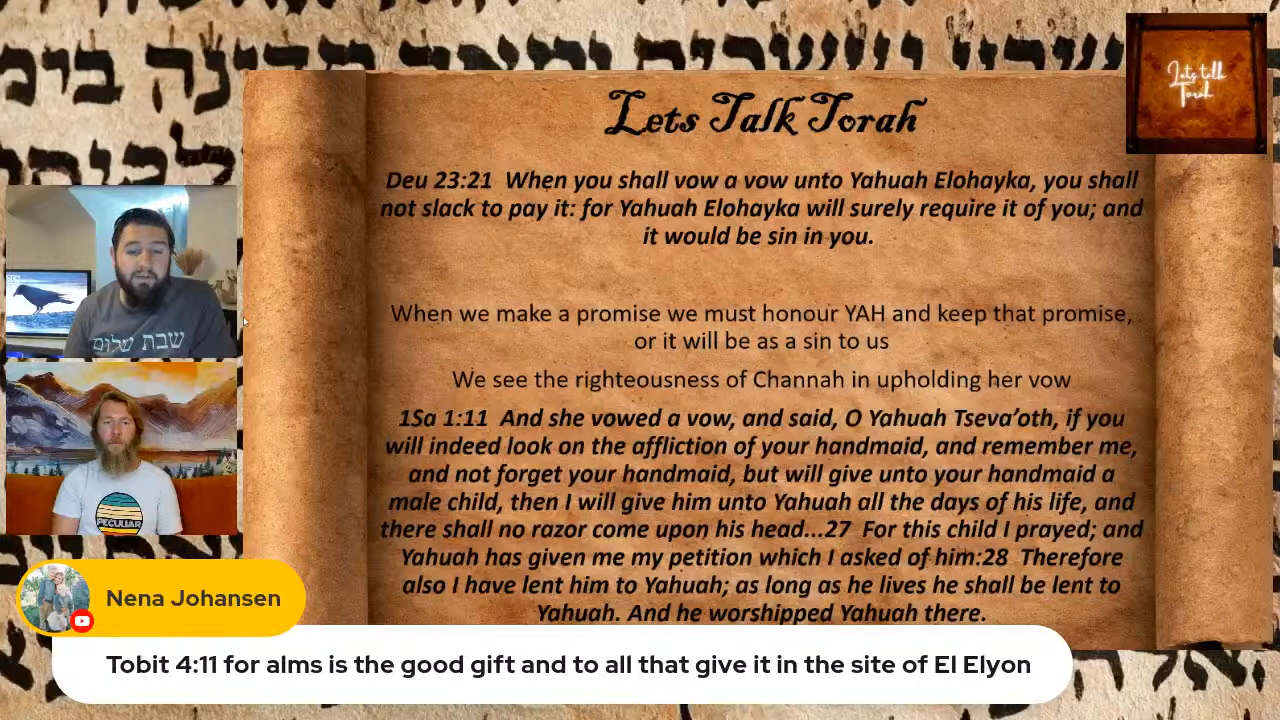 Lets talk
Torah
Lets Talk Torah
Deu 23:21 When you shall vow a vow unto Yahuah Elohayka, you shall
not slack to pay it: for Yahuah Elohayka will surely require it of you; and
it would be sin in you.
When we make a promise we must honour YAH and keep that promise,
or it will be as a sin to us
We see the righteousness of Channah in upholding her vow
1Sa 1:11 And she vowed a vow, and said, O Yahuah Tseva’oth, if you
will indeed look on the affliction of your handmaid, and remember me,
and not forget your handmaid, but will give unto your handmaid a
male child, then I will give him unto Yahuah all the days of his life, and
there shall no razor come upon his head...27 For this child I prayed; and
Yahuah has given me my petition which I asked of him:28 Therefore
also I have lent him to Yahuah; as long as he lives he shall be lent to
Yahuah. And he worshipped Yahuah there.
שבת שלום
PECULIAR
Nena Johansen
Tobit 4:11 for alms is the good gift and to all that give it in the site of El Elyon